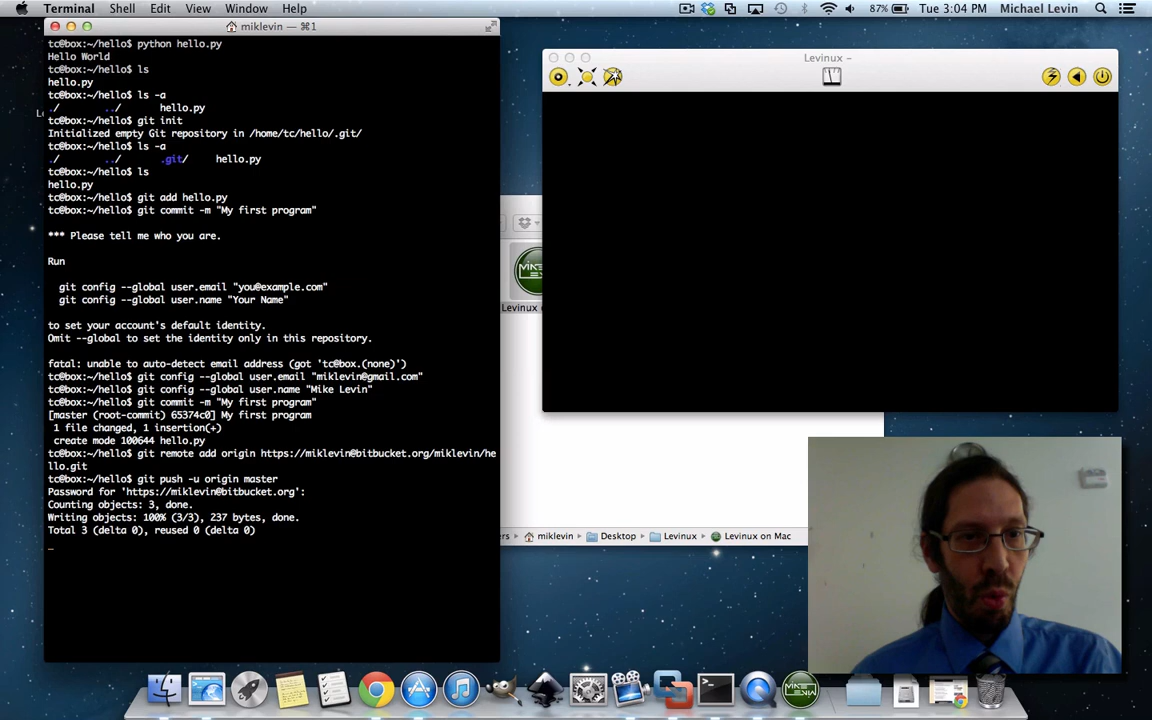 Terminal Shell Edit View Window Help
87% Tue 3:04 PM Michael Levin
miklevin — ⌘1
tc@box:~/hello$ python hello.py
Hello World
tc@box:~/hello$ ls
hello.py
tc@box:~/hello$ ls -a
./ ../ hello.py
tc@box:~/hello$ git init
Initialized empty Git repository in /home/tc/hello/.git/
tc@box:~/hello$ ls -a
./ ../ .git/ hello.py
tc@box:~/hello$ ls
hello.py
tc@box:~/hello$ git add hello.py
tc@box:~/hello$ git commit -m "My first program"
*** Please tell me who you are.
Run
git config --global user.email "you@example.com"
git config --global user.name "Your Name"
to set your account's default identity.
Omit --global to set the identity only in this repository.
fatal: unable to auto-detect email address (got 'tc@box.(none)')
tc@box:~/hello$ git config --global user.email "miklevin@gmail.com"
tc@box:~/hello$ git config --global user.name "Mike Levin"
tc@box:~/hello$ git commit -m "My first program"
[master (root-commit) 65374c0] My first program
1 file changed, 1 insertion(+)
create mode 100644 hello.py
tc@box:~/hello$ git remote add origin https://miklevin@bitbucket.org/miklevin/he
llo.git
tc@box:~/hello$ git push -u origin master
Password for 'https://miklevin@bitbucket.org':
Counting objects: 3, done.
Writing objects: 100% (3/3), 237 bytes, done.
Total 3 (delta 0), reused 0 (delta 0)
Levinux –
Levinux
miklevin ▸ Desktop ▸ Levinux ▸ Levinux on Mac
MIKE
LEVIN